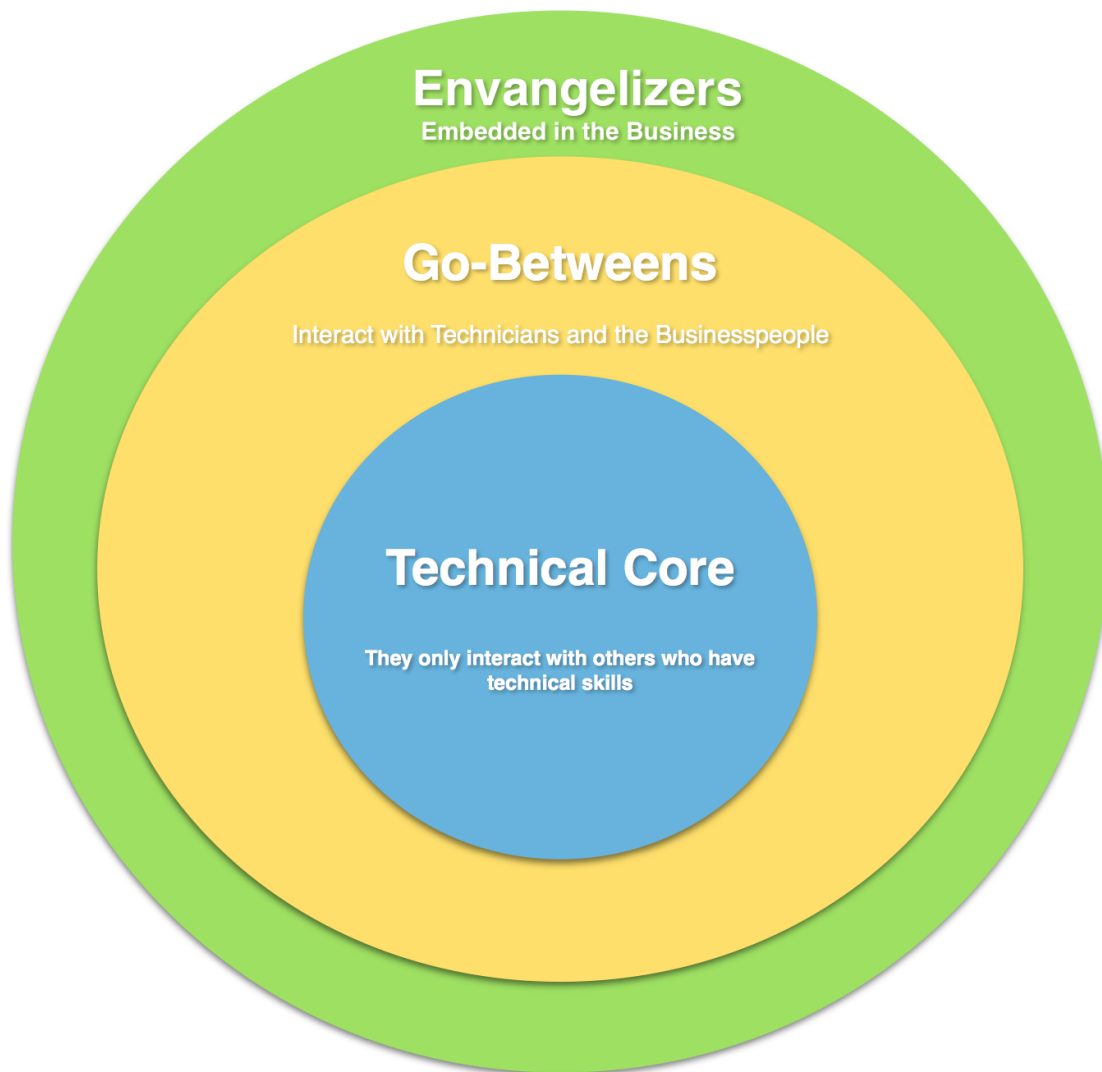 Envangelizers
Embedded in the Business
Go-Betweens
Interact with Technicians and the Businesspeople
Technical Core
They only interact with others who have
technical skills